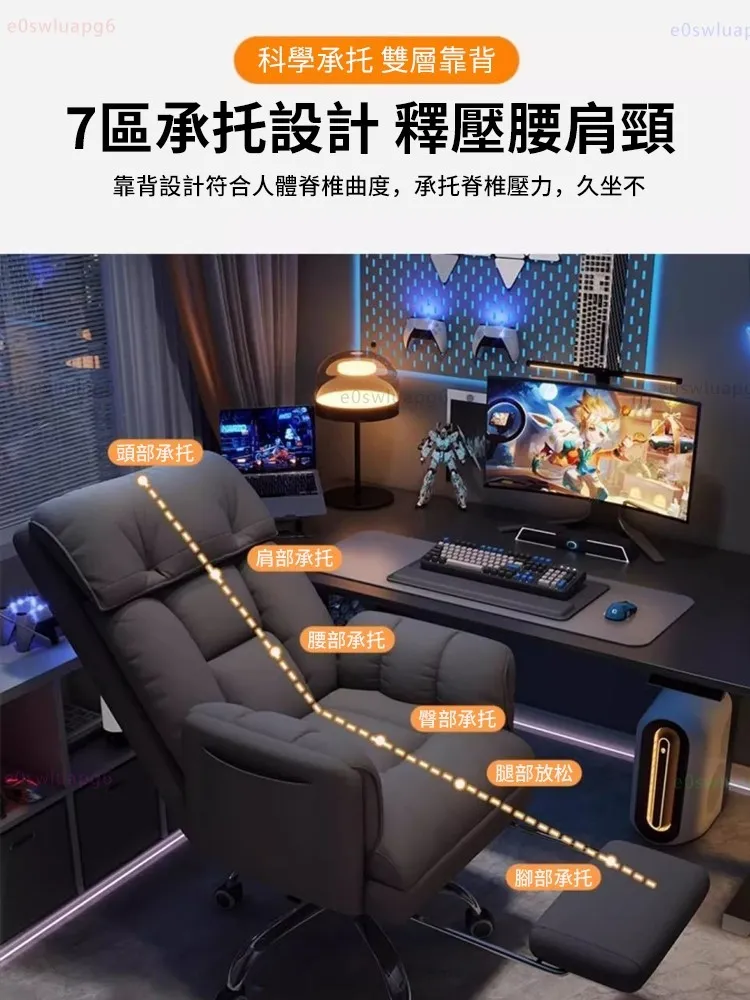 e0swluapg6
e0swluap
科學承托 雙層靠背
7區承托設計 釋壓腰肩頸
靠背設計符合人體脊椎曲度，承托脊椎壓力，久坐不
e0swluapg6
頭部承托
肩部承托
腰部承托
臀部承托
腿部放松
e0swluapg6
腳部承托